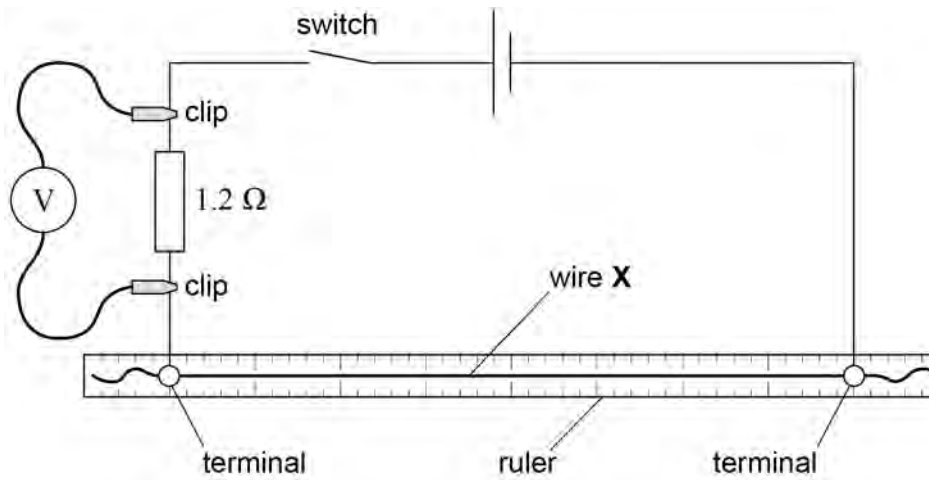 switch
clip
V
1.2 Ω
clip
wire X
terminal
ruler
terminal